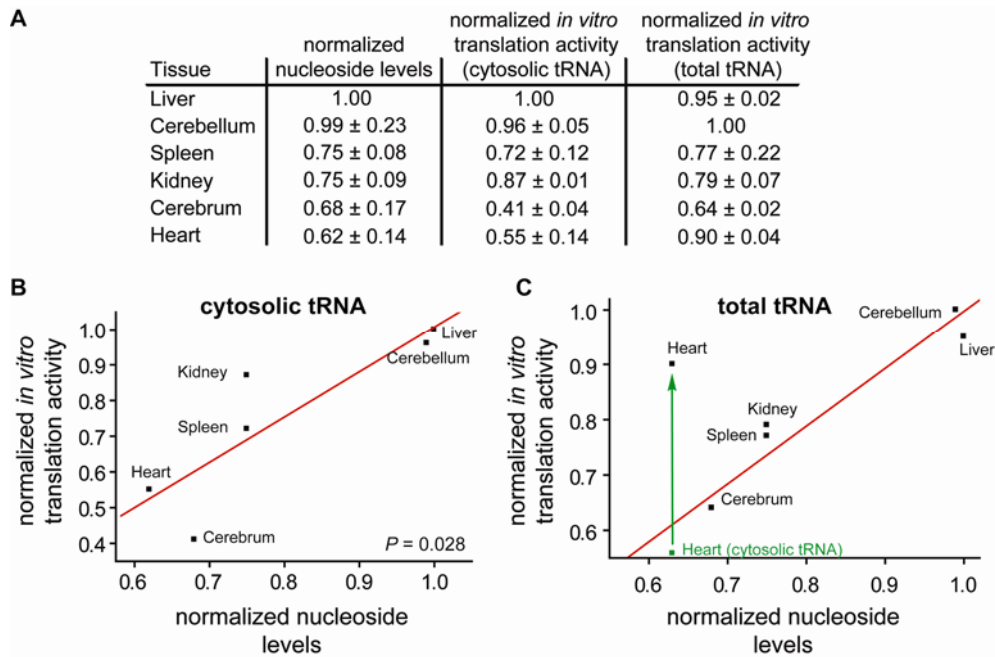 A
Tissue | normalized nucleoside levels | normalized in vitro translation activity (cytosolic tRNA) | normalized in vitro translation activity (total tRNA)
Liver 1.00 1.00 0.95 ± 0.02
Cerebellum 0.99 ± 0.23 0.96 ± 0.05 1.00
Spleen 0.75 ± 0.08 0.72 ± 0.12 0.77 ± 0.22
Kidney 0.75 ± 0.09 0.87 ± 0.01 0.79 ± 0.07
Cerebrum 0.68 ± 0.17 0.41 ± 0.04 0.64 ± 0.02
Heart 0.62 ± 0.14 0.55 ± 0.14 0.90 ± 0.04
B
cytosolic tRNA
normalized in vitro
translation activity
1.0
0.9
0.8
0.7
0.6
0.5
0.4
Liver
Cerebellum
Kidney
Spleen
Heart
Cerebrum
P = 0.028
0.6 0.7 0.8 0.9 1.0
normalized nucleoside
levels
C
total tRNA
normalized in vitro
translation activity
1.0
0.9
0.8
0.7
0.6
Cerebellum
Liver
Heart
Kidney
Spleen
Cerebrum
Heart (cytosolic tRNA)
0.6 0.7 0.8 0.9 1.0
normalized nucleoside
levels